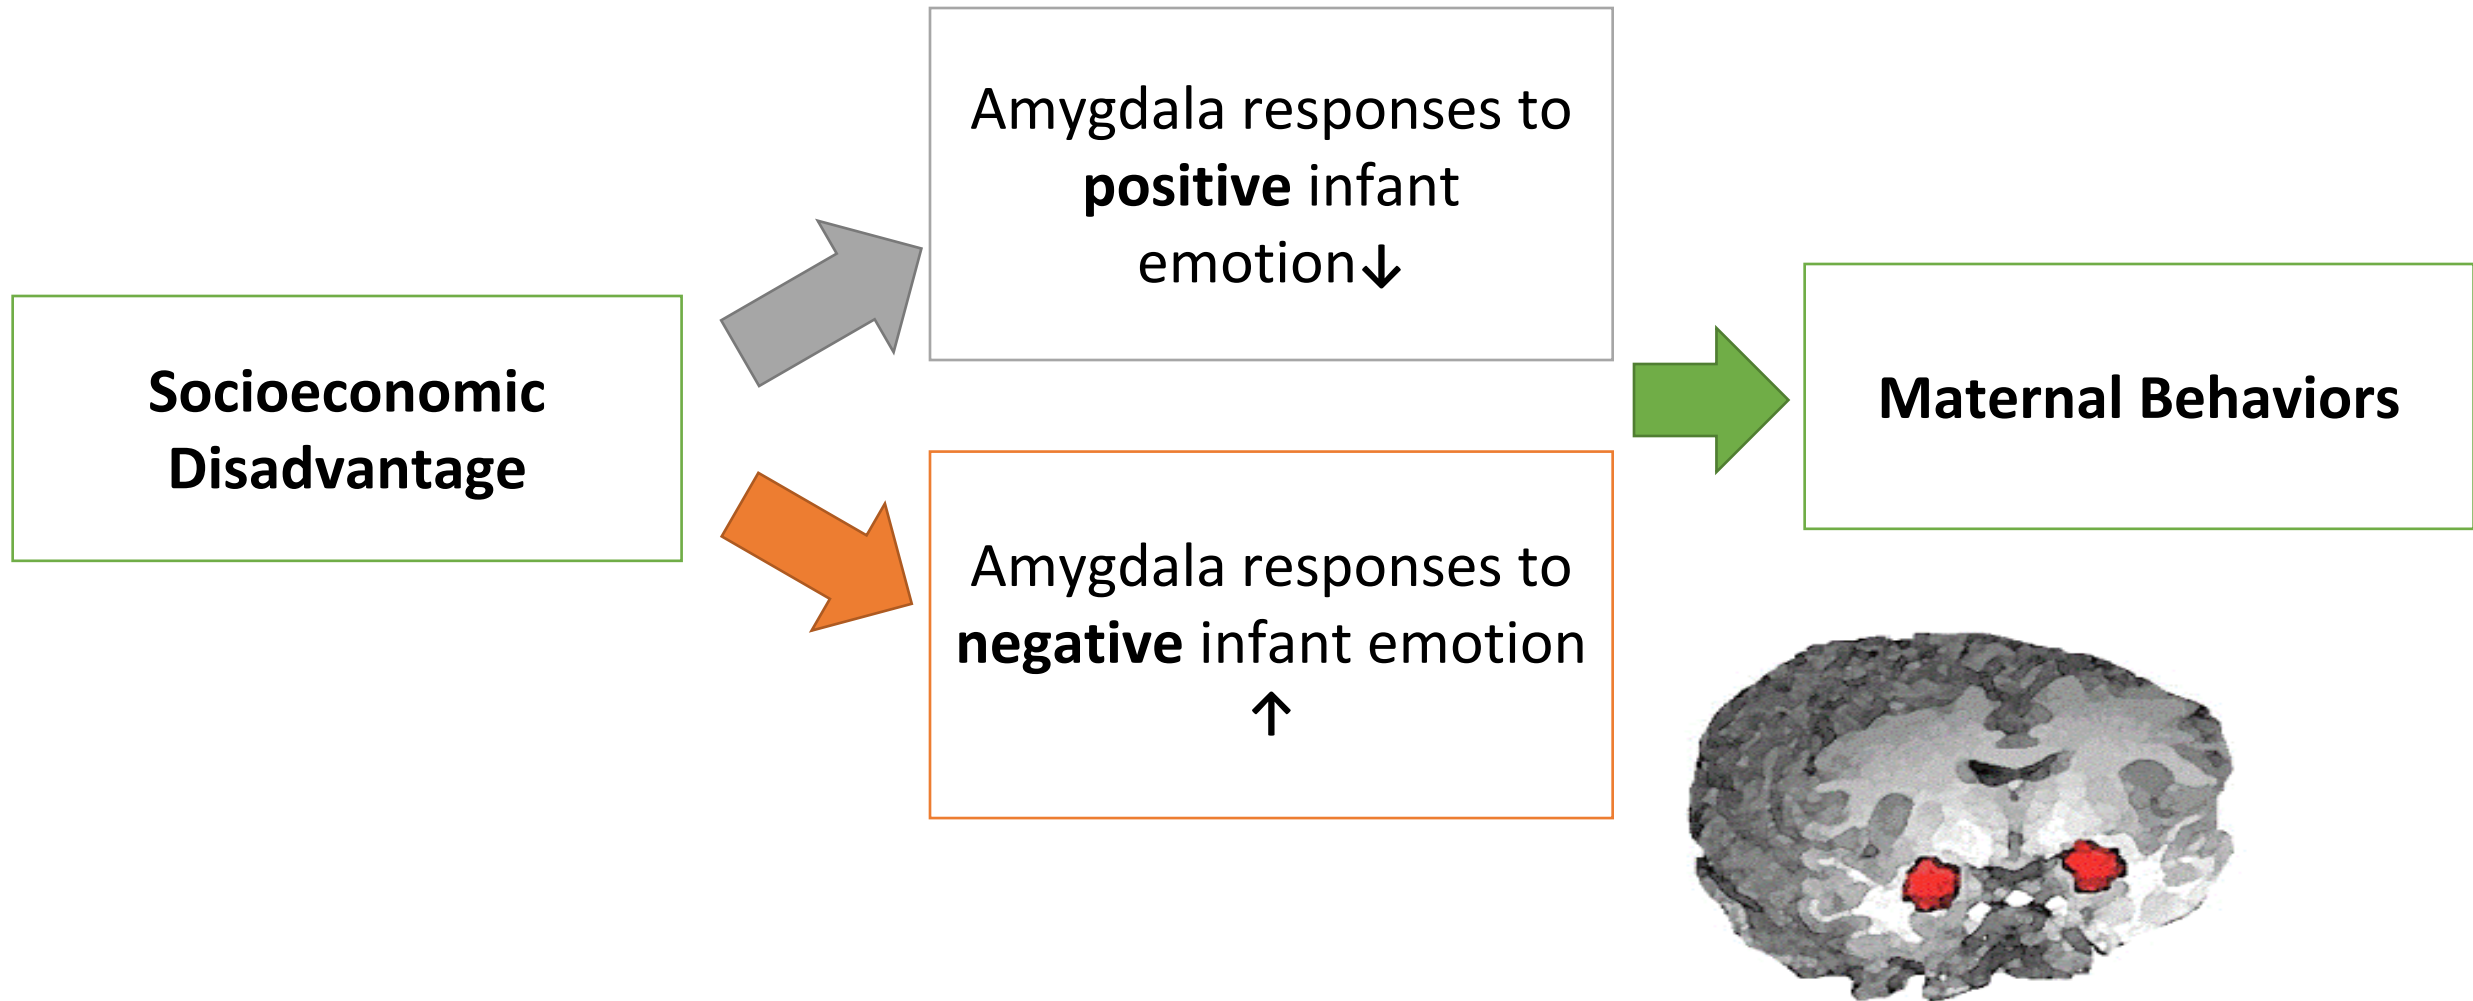 Amygdala responses to
positive infant
emotion↓
Socioeconomic
Disadvantage
Maternal Behaviors
Amygdala responses to
negative infant emotion
↑